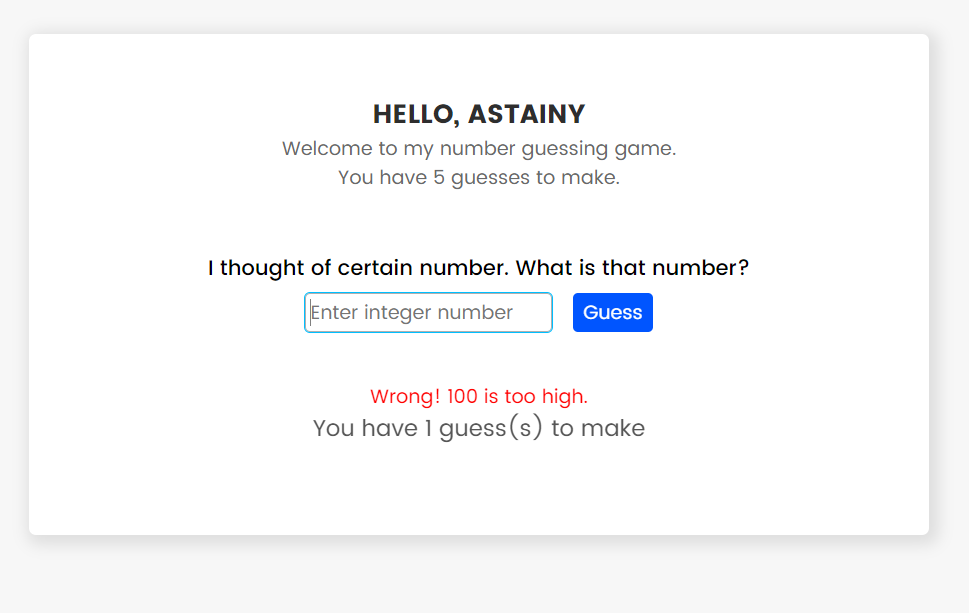 HELLO, ASTAINY
Welcome to my number guessing game.
You have 5 guesses to make.
I thought of certain number. What is that number?
Enter integer number
Guess
Wrong! 100 is too high.
You have 1 guess(s) to make